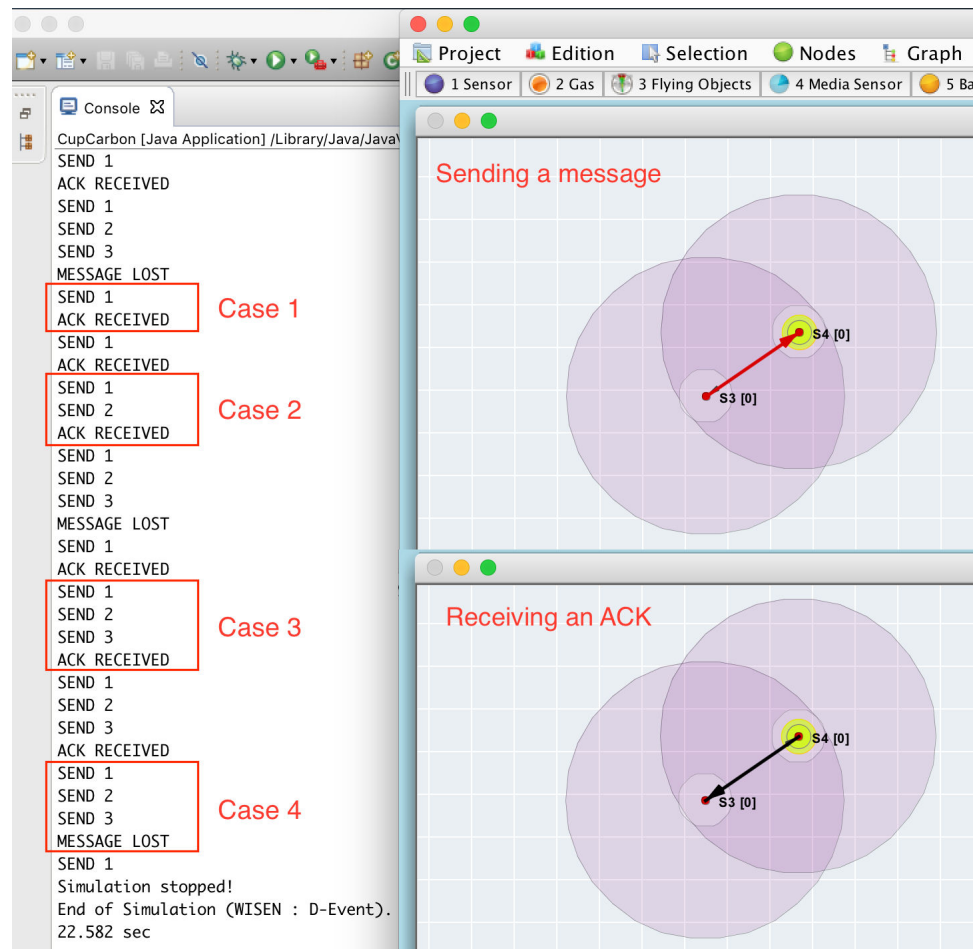 Console
CupCarbon [Java Application] /Library/Java/Java
SEND 1
ACK RECEIVED
SEND 1
SEND 2
SEND 3
MESSAGE LOST
SEND 1
ACK RECEIVED
Case 1
SEND 1
ACK RECEIVED
SEND 1
SEND 2
ACK RECEIVED
Case 2
SEND 1
SEND 2
SEND 3
MESSAGE LOST
SEND 1
ACK RECEIVED
SEND 1
SEND 2
SEND 3
ACK RECEIVED
Case 3
SEND 1
SEND 2
SEND 3
ACK RECEIVED
SEND 1
SEND 2
SEND 3
MESSAGE LOST
Case 4
SEND 1
Simulation stopped!
End of Simulation (WISEN : D-Event).
22.582 sec
Project Edition Selection Nodes Graph
1 Sensor 2 Gas 3 Flying Objects 4 Media Sensor 5 Ba
Sending a message
S4 [0]
S3 [0]
Receiving an ACK
S4 [0]
S3 [0]